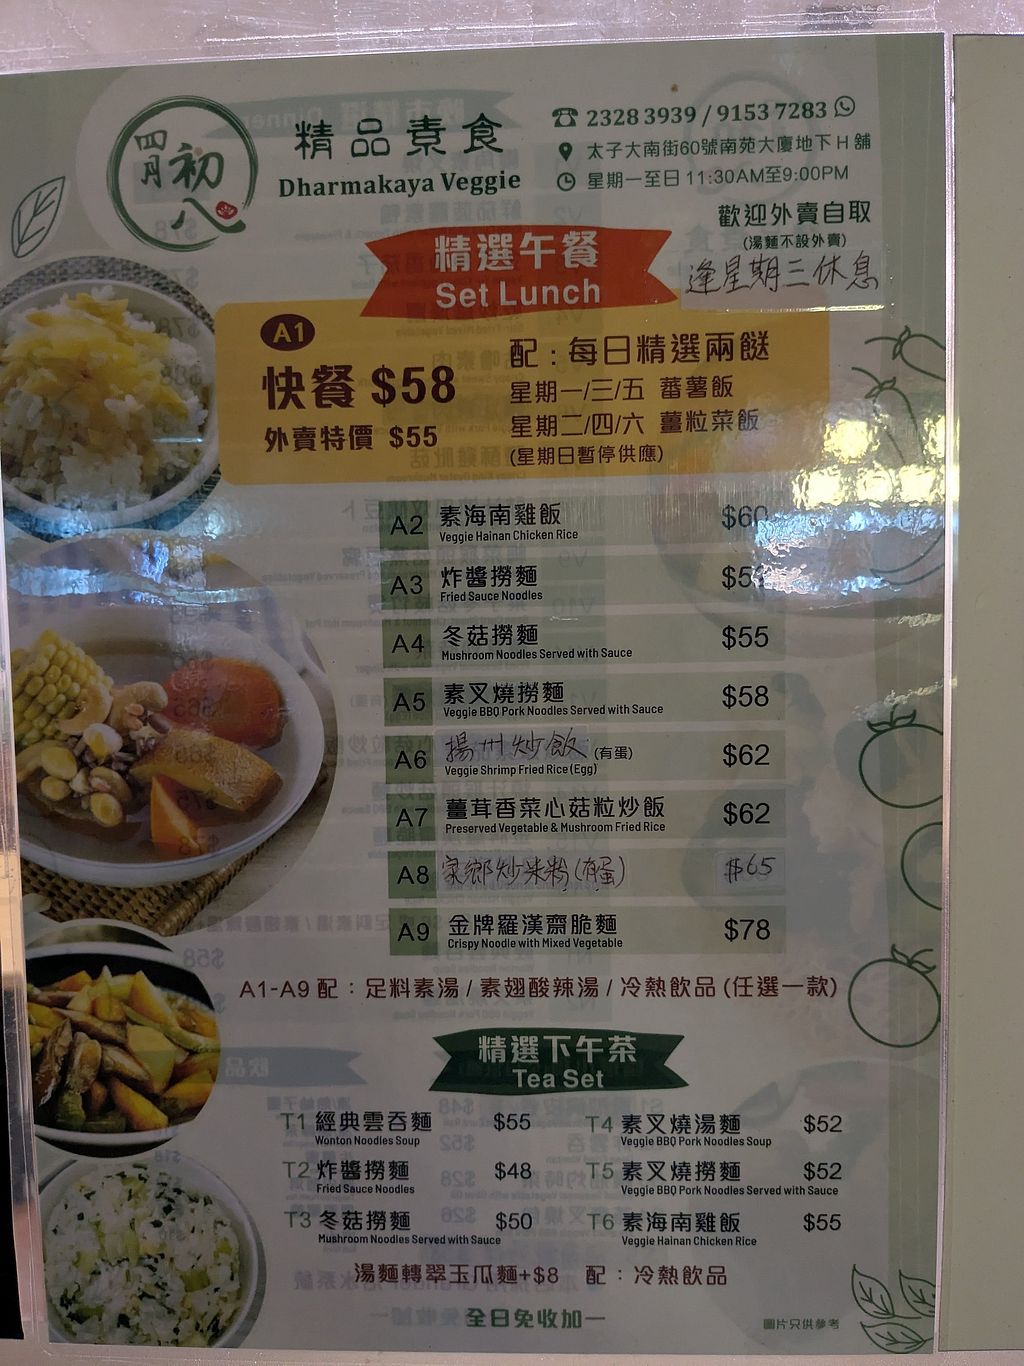 四月初八
精品素食
Dharmakaya Veggie
2328 3939 / 9153 7283
太子大南街60號南苑大廈地下H舖
星期一至日 11:30AM至9:00PM
歡迎外賣自取
(湯麵不設外賣)
逢星期三休息
精選午餐
Set Lunch
A1
快餐 $58
外賣特價 $55
配：每日精選兩餸
星期一/三/五 蕃薯飯
星期二/四/六 薑粒菜飯
(星期日暫停供應)
A2 素海南雞飯 $60
Veggie Hainan Chicken Rice
A3 炸醬撈麵
Fried Sauce Noodles
A4 冬菇撈麵 $55
Mushroom Noodles Served with Sauce
A5 素叉燒撈麵 $58
Veggie BBQ Pork Noodles Served with Sauce
A6 揚州炒飯 (有蛋) $62
Veggie Shrimp Fried Rice (Egg)
A7 薑茸香菜心菇粒炒飯 $62
Preserved Vegetable & Mushroom Fried Rice
A8 家鄉炒米粉(有蛋) $65
A9 金牌羅漢齋脆麵 $78
Crispy Noodle with Mixed Vegetable
A1-A9 配：足料素湯 / 素翅酸辣湯 / 冷熱飲品 (任選一款)
精選下午茶
Tea Set
T1 經典雲吞麵 $55
Wonton Noodles Soup
T2 炸醬撈麵 $48
Fried Sauce Noodles
T3 冬菇撈麵 $50
Mushroom Noodles Served with Sauce
T4 素叉燒湯麵 $52
Veggie BBQ Pork Noodles Soup
T5 素叉燒撈麵 $52
Veggie BBQ Pork Noodles Served with Sauce
T6 素海南雞飯 $55
Veggie Hainan Chicken Rice
湯麵轉翠玉瓜麵+$8 配：冷熱飲品
全日免收加一
圖片只供參考